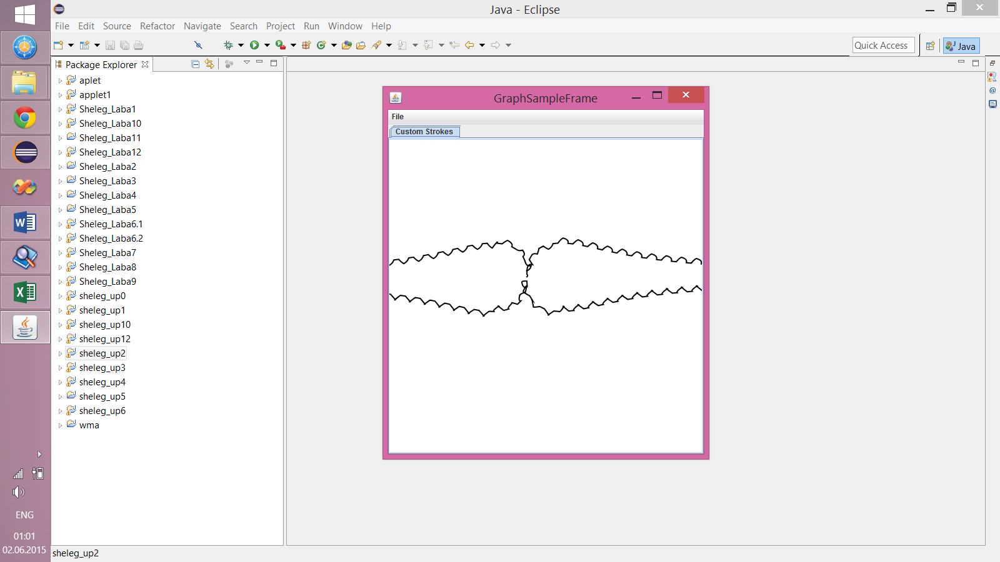 Java - Eclipse
File Edit Source Refactor Navigate Search Project Run Window Help
Quick Access
Java
Package Explorer
aplet
applet1
Sheleg_Laba1
Sheleg_Laba10
Sheleg_Laba11
Sheleg_Laba12
Sheleg_Laba2
Sheleg_Laba3
Sheleg_Laba4
Sheleg_Laba5
Sheleg_Laba6.1
Sheleg_Laba6.2
Sheleg_Laba7
Sheleg_Laba8
Sheleg_Laba9
sheleg_up0
sheleg_up1
sheleg_up10
sheleg_up12
sheleg_up2
sheleg_up3
sheleg_up4
sheleg_up5
sheleg_up6
wma
GraphSampleFrame
File
Custom Strokes
ENG
01:01
02.06.2015
sheleg_up2